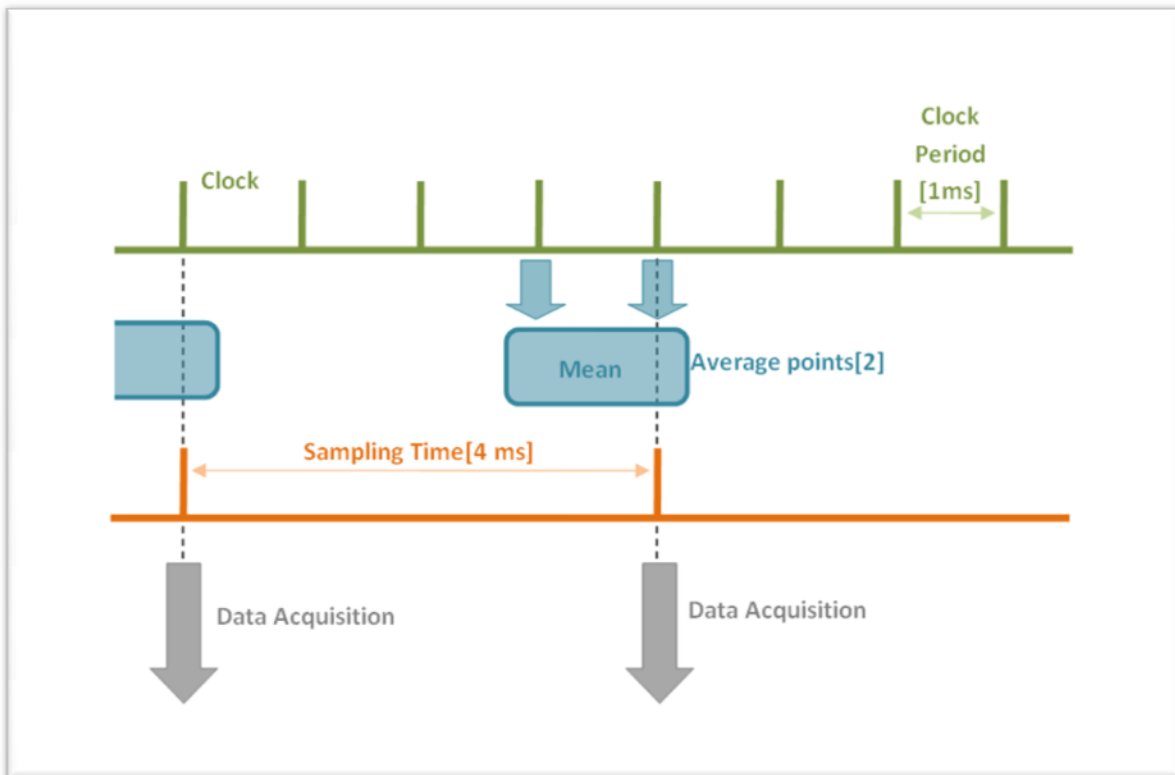 Clock
Period
[1ms]
Clock
Mean
Average points[2]
Sampling Time[4 ms]
Data Acquisition
Data Acquisition